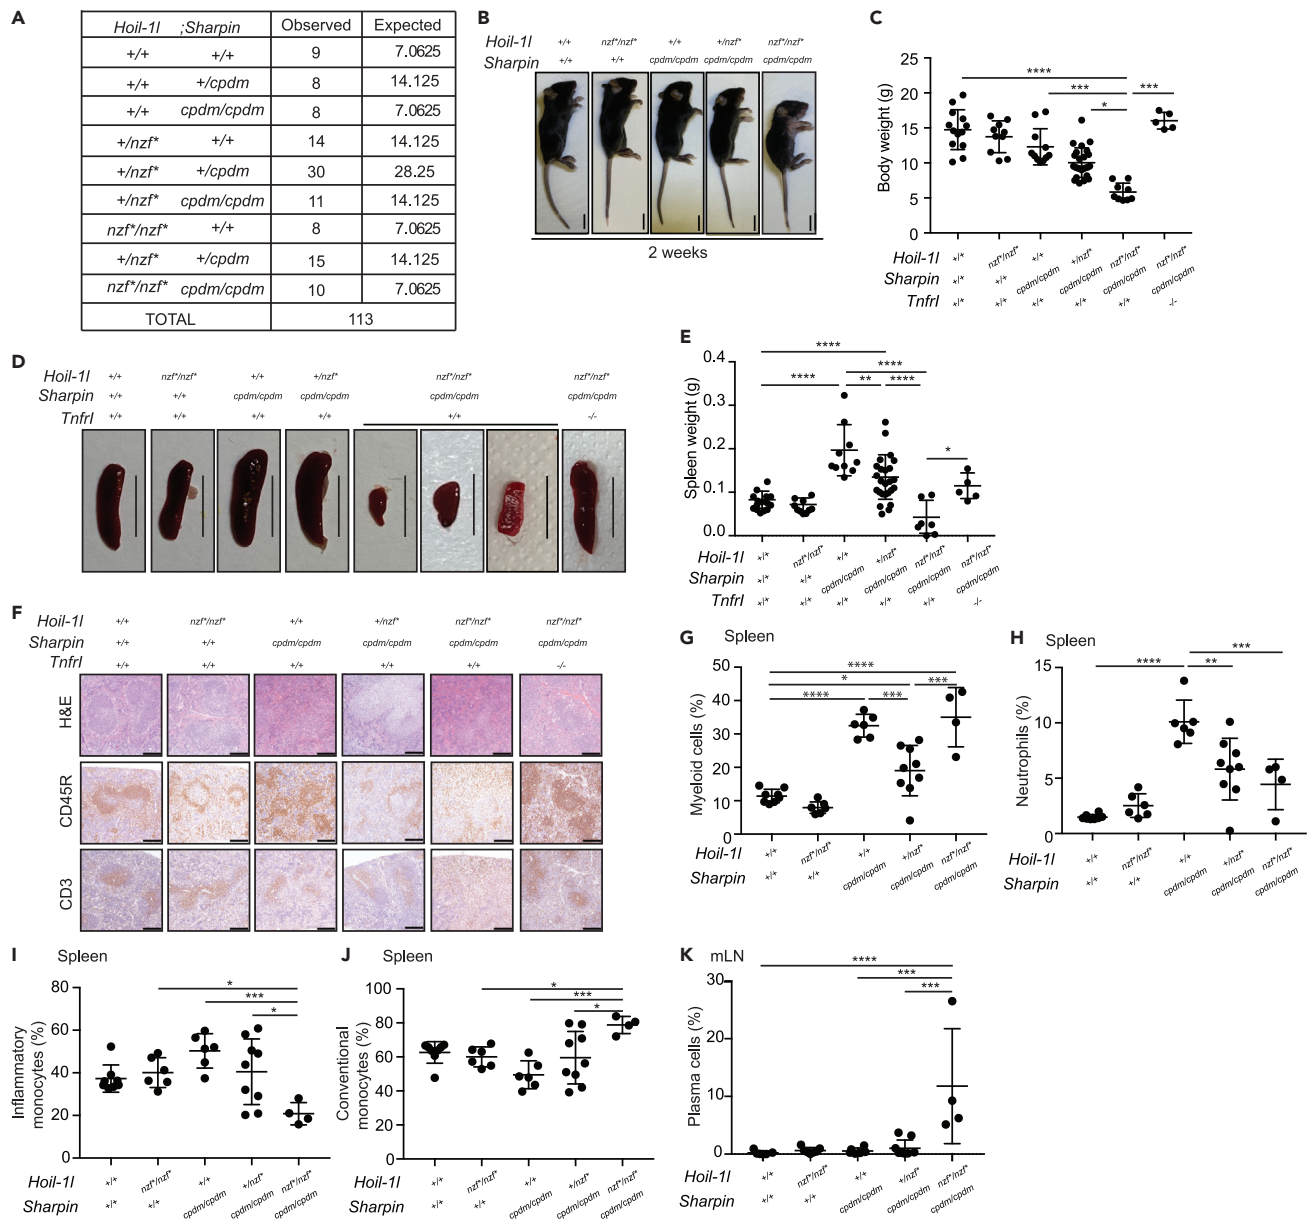 A
Hoil-1l ;Sharpin Observed Expected
+/+ +/+ 9 7.0625
+/+ +/cpdm 8 14.125
+/+ cpdm/cpdm 8 7.0625
+/nzf* +/+ 14 14.125
+/nzf* +/cpdm 30 28.25
+/nzf* cpdm/cpdm 11 14.125
nzf*/nzf* +/+ 8 7.0625
+/nzf* +/cpdm 15 14.125
nzf*/nzf* cpdm/cpdm 10 7.0625
TOTAL 113
B
Hoil-1l +/+ nzf*/nzf* +/+ +/nzf* nzf*/nzf*
Sharpin +/+ +/+ cpdm/cpdm cpdm/cpdm cpdm/cpdm
2 weeks
C
Body weight (g)
25
20
15
10
5
0
****
*** ***
*
Hoil-1l +/+ nzf*/nzf* +/+ +/nzf* nzf*/nzf* nzf*/nzf*
Sharpin +/+ +/+ cpdm/cpdm cpdm/cpdm cpdm/cpdm cpdm/cpdm
TnfrI +/+ +/+ +/+ +/+ +/+ -/-
D
Hoil-1l +/+ nzf*/nzf* +/+ +/nzf* nzf*/nzf* nzf*/nzf*
Sharpin +/+ +/+ cpdm/cpdm cpdm/cpdm cpdm/cpdm cpdm/cpdm
TnfrI +/+ +/+ +/+ +/+ +/+ -/-
E
Spleen weight (g)
0.4
0.3
0.2
0.1
0.0
****
****
**** ** ****
*
Hoil-1l +/+ nzf*/nzf* +/+ +/nzf* nzf*/nzf* nzf*/nzf*
Sharpin +/+ +/+ cpdm/cpdm cpdm/cpdm cpdm/cpdm cpdm/cpdm
TnfrI +/+ +/+ +/+ +/+ +/+ -/-
F
Hoil-1l +/+ nzf*/nzf* +/+ +/nzf* nzf*/nzf* nzf*/nzf*
Sharpin +/+ +/+ cpdm/cpdm cpdm/cpdm cpdm/cpdm cpdm/cpdm
TnfrI +/+ +/+ +/+ +/+ +/+ -/-
H&E
CD45R
CD3
G Spleen
Myeloid cells (%)
50
40
30
20
10
0
****
* ***
**** ***
Hoil-1l +/+ nzf*/nzf* +/+ +/nzf* nzf*/nzf*
Sharpin +/+ +/+ cpdm/cpdm cpdm/cpdm cpdm/cpdm
H Spleen
Neutrophils (%)
15
10
5
0
***
**** **
Hoil-1l +/+ nzf*/nzf* +/+ +/nzf* nzf*/nzf*
Sharpin +/+ +/+ cpdm/cpdm cpdm/cpdm cpdm/cpdm
I Spleen
Inflammatory
monocytes (%)
80
60
40
20
0
*
***
*
Hoil-1l +/+ nzf*/nzf* +/+ +/nzf* nzf*/nzf*
Sharpin +/+ +/+ cpdm/cpdm cpdm/cpdm cpdm/cpdm
J Spleen
Conventional
monocytes (%)
100
80
60
40
20
0
*
***
*
Hoil-1l +/+ nzf*/nzf* +/+ +/nzf* nzf*/nzf*
Sharpin +/+ +/+ cpdm/cpdm cpdm/cpdm cpdm/cpdm
K mLN
Plasma cells (%)
30
20
10
0
****
***
***
Hoil-1l +/+ nzf*/nzf* +/+ +/nzf* nzf*/nzf*
Sharpin +/+ +/+ cpdm/cpdm cpdm/cpdm cpdm/cpdm